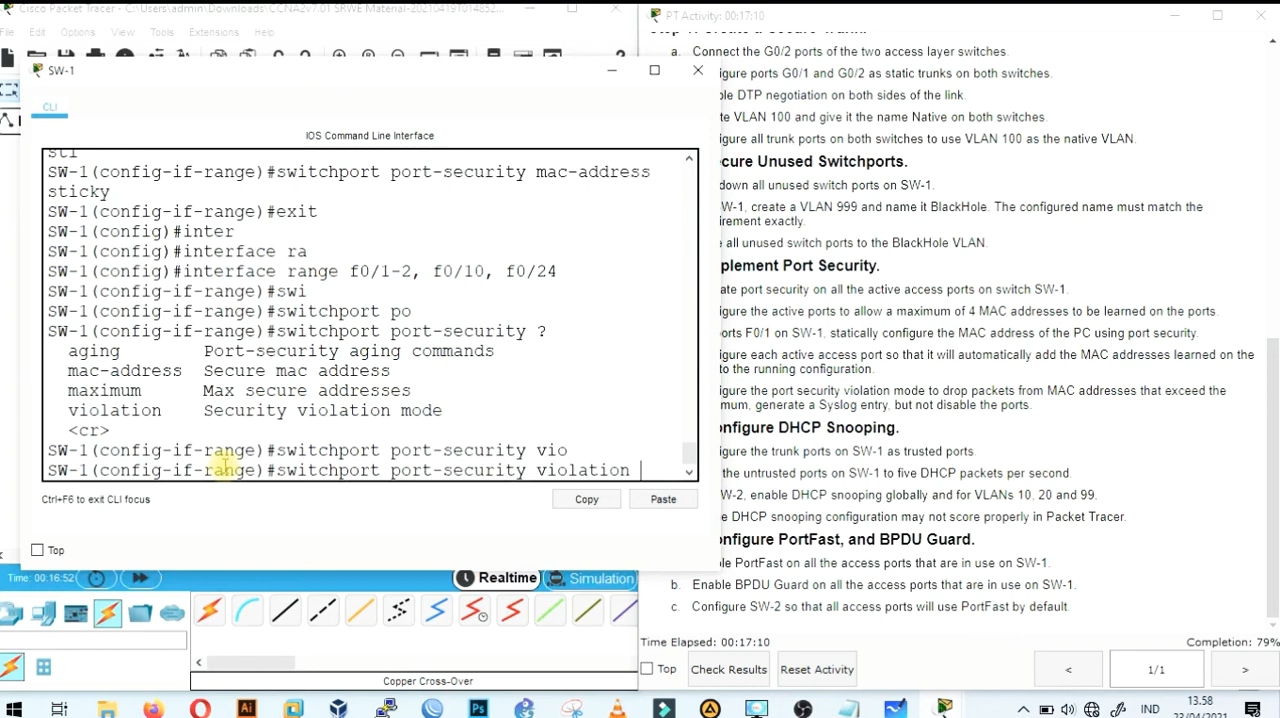 Cisco Packet Tracer - C:\Users\admin\Downloads\CCNA2v7.01 SRWE Material-20210419T014852...
File Edit Options View Tools Extensions Help
SW-1
CLI
IOS Command Line Interface
sti
SW-1(config-if-range)#switchport port-security mac-address
sticky
SW-1(config-if-range)#exit
SW-1(config)#inter
SW-1(config)#interface ra
SW-1(config)#interface range f0/1-2, f0/10, f0/24
SW-1(config-if-range)#swi
SW-1(config-if-range)#switchport po
SW-1(config-if-range)#switchport port-security ?
aging Port-security aging commands
mac-address Secure mac address
maximum Max secure addresses
violation Security violation mode
<cr>
SW-1(config-if-range)#switchport port-security vio
SW-1(config-if-range)#switchport port-security violation
Ctrl+F6 to exit CLI focus
Copy
Paste
Top
Time: 00:16:52
Realtime
Simulation
Copper Cross-Over
PT Activity: 00:17:10
a. Connect the G0/2 ports of the two access layer switches.
igure ports G0/1 and G0/2 as static trunks on both switches.
le DTP negotiation on both sides of the link.
te VLAN 100 and give it the name Native on both switches.
igure all trunk ports on both switches to use VLAN 100 as the native VLAN.
cure Unused Switchports.
down all unused switch ports on SW-1.
W-1, create a VLAN 999 and name it BlackHole. The configured name must match the
irement exactly.
e all unused switch ports to the BlackHole VLAN.
plement Port Security.
ate port security on all the active access ports on switch SW-1.
igure the active ports to allow a maximum of 4 MAC addresses to be learned on the ports.
orts F0/1 on SW-1, statically configure the MAC address of the PC using port security.
igure each active access port so that it will automatically add the MAC addresses learned on the
to the running configuration.
igure the port security violation mode to drop packets from MAC addresses that exceed the
mum, generate a Syslog entry, but not disable the ports.
onfigure DHCP Snooping.
igure the trunk ports on SW-1 as trusted ports.
the untrusted ports on SW-1 to five DHCP packets per second.
W-2, enable DHCP snooping globally and for VLANs 10, 20 and 99.
e DHCP snooping configuration may not score properly in Packet Tracer.
onfigure PortFast, and BPDU Guard.
le PortFast on all the access ports that are in use on SW-1.
b. Enable BPDU Guard on all the access ports that are in use on SW-1.
c. Configure SW-2 so that all access ports will use PortFast by default.
Time Elapsed: 00:17:10
Completion: 79%
Top
Check Results
Reset Activity
<
1/1
>
IND
13.58
23/04/2021